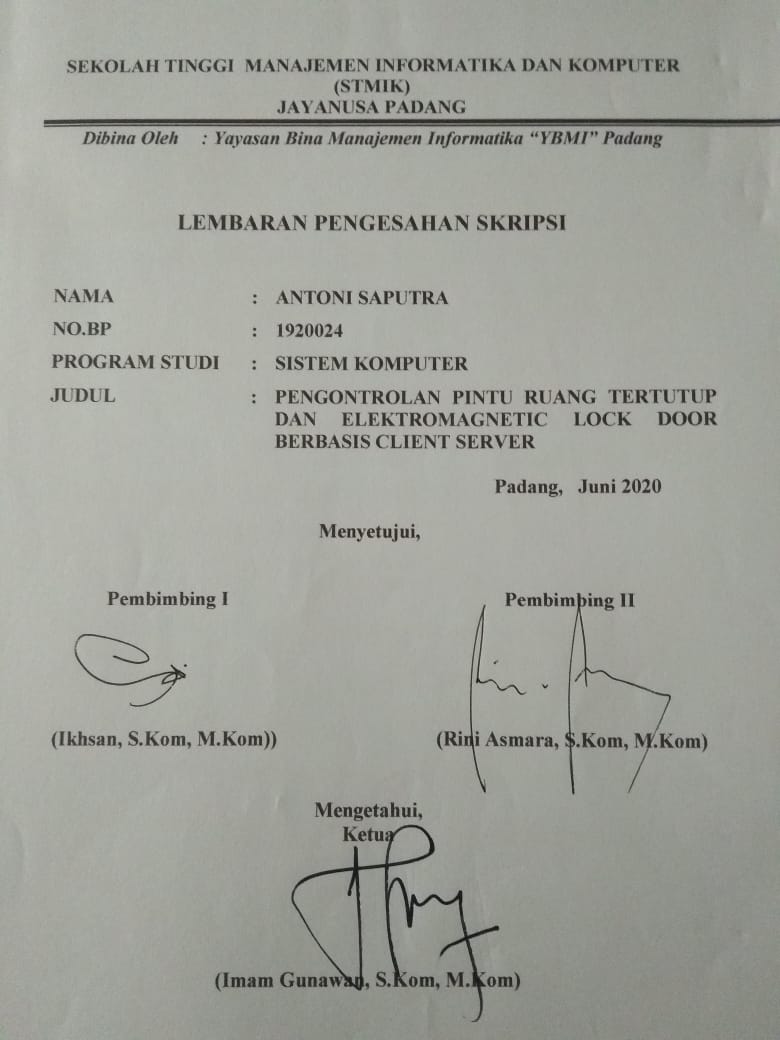 SEKOLAH TINGGI MANAJEMEN INFORMATIKA DAN KOMPUTER
(STMIK)
JAYANUSA PADANG
Dibina Oleh : Yayasan Bina Manajemen Informatika “YBMI” Padang
LEMBARAN PENGESAHAN SKRIPSI
NAMA : ANTONI SAPUTRA
NO.BP : 1920024
PROGRAM STUDI : SISTEM KOMPUTER
JUDUL : PENGONTROLAN PINTU RUANG TERTUTUP
DAN ELEKTROMAGNETIC LOCK DOOR
BERBASIS CLIENT SERVER
Padang, Juni 2020
Menyetujui,
Pembimbing I Pembimbing II
(Ikhsan, S.Kom, M.Kom)) (Rini Asmara, S.Kom, M.Kom)
Mengetahui,
Ketua
(Imam Gunawan, S.Kom, M.Kom)